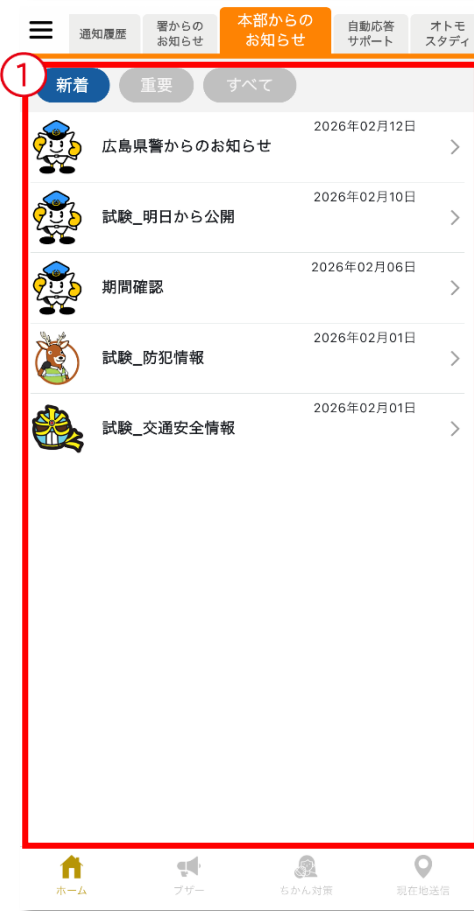 通知履歴
署からの
お知らせ
本部からの
お知らせ
自動応答
サポート
オトモ
スタディ
1
新着
重要
すべて
2026年02月12日
広島県警からのお知らせ
2026年02月10日
試験_明日から公開
2026年02月06日
期間確認
2026年02月01日
試験_防犯情報
2026年02月01日
試験_交通安全情報
ホーム
ブザー
ちかん対策
現在地送信